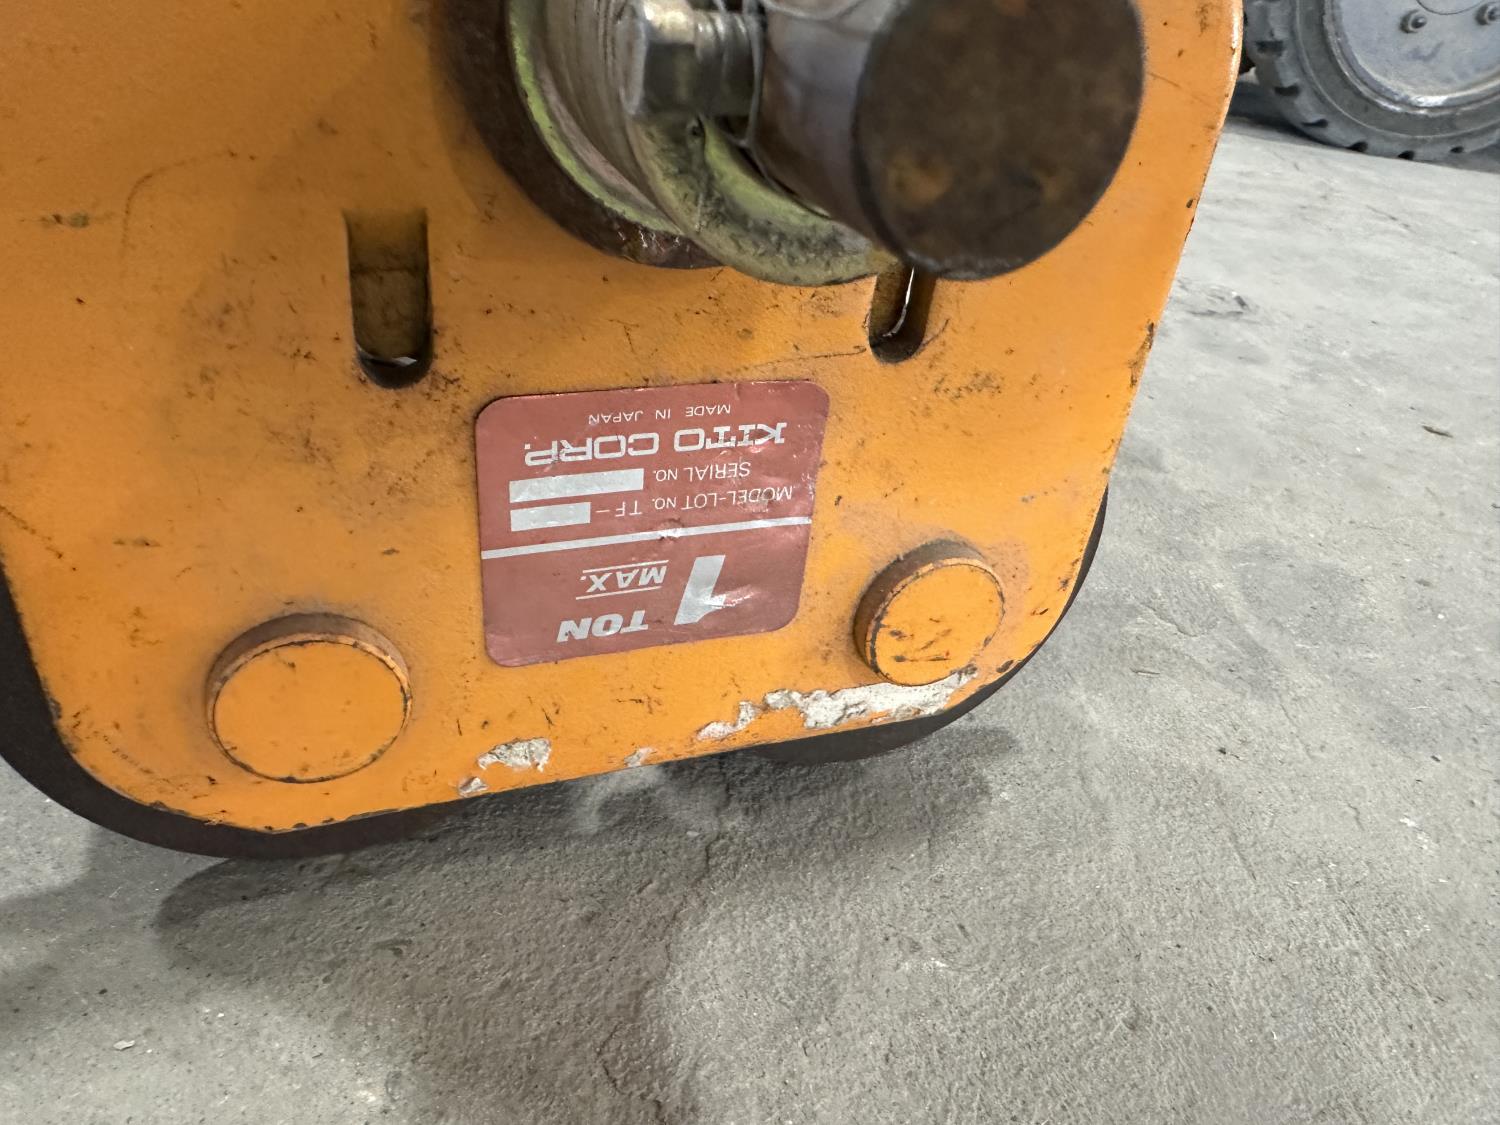 1 TON
MAX.
MODEL-LOT NO. TF-
SERIAL NO.
KITO CORP.
MADE IN JAPAN